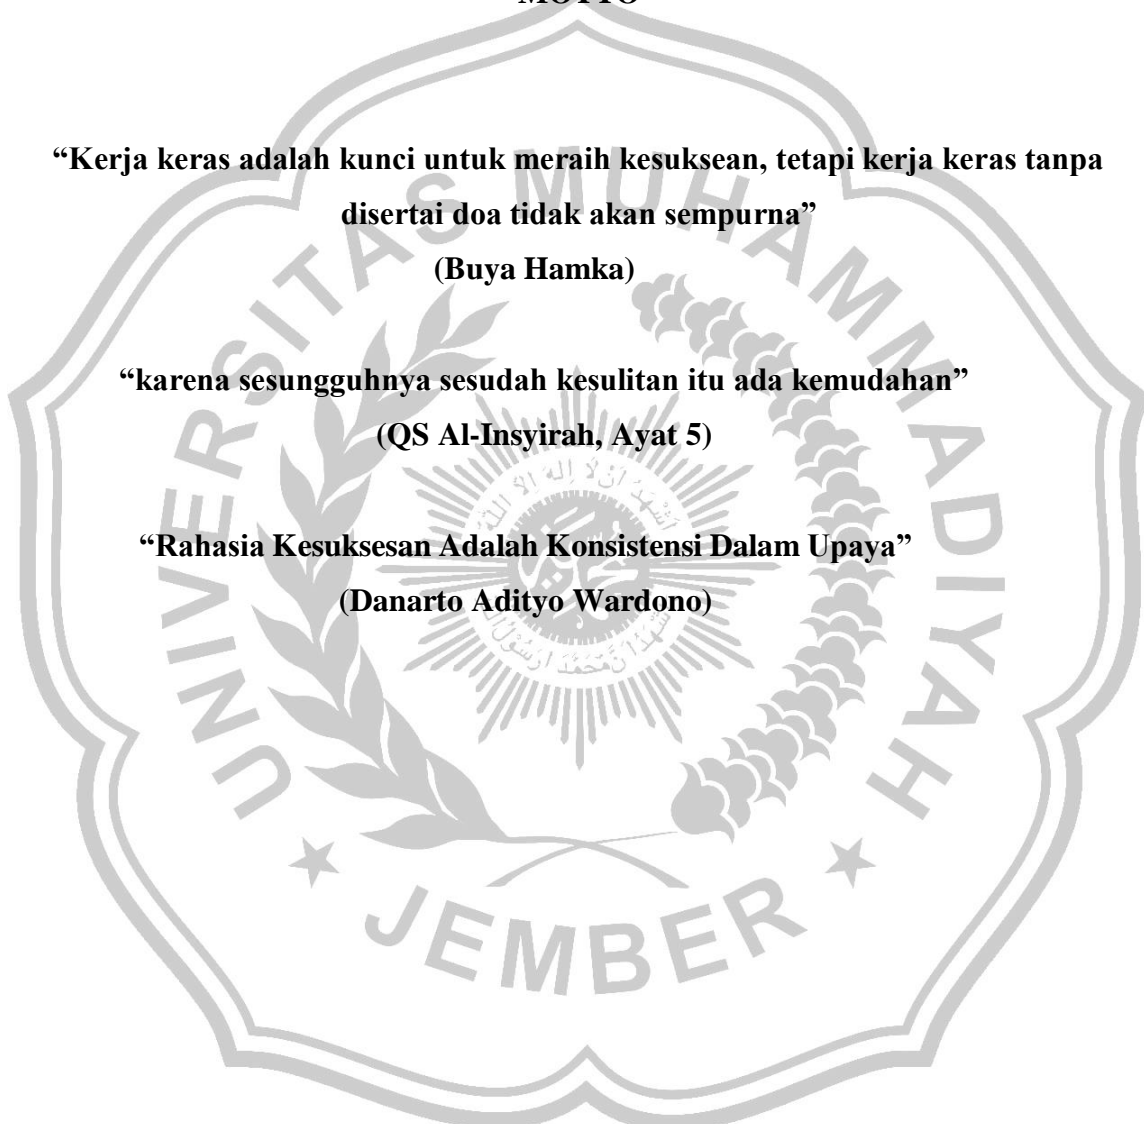 MOTTO
“Kerja keras adalah kunci untuk meraih kesuksean, tetapi kerja keras tanpa
disertai doa tidak akan sempurna”
(Buya Hamka)
“karena sesungguhnya sesudah kesulitan itu ada kemudahan”
(QS Al-Insyirah, Ayat 5)
“Rahasia Kesuksesan Adalah Konsistensi Dalam Upaya”
(Danarto Adityo Wardono)
UNIVERSITAS MUHAMMADIYAH
JEMBER